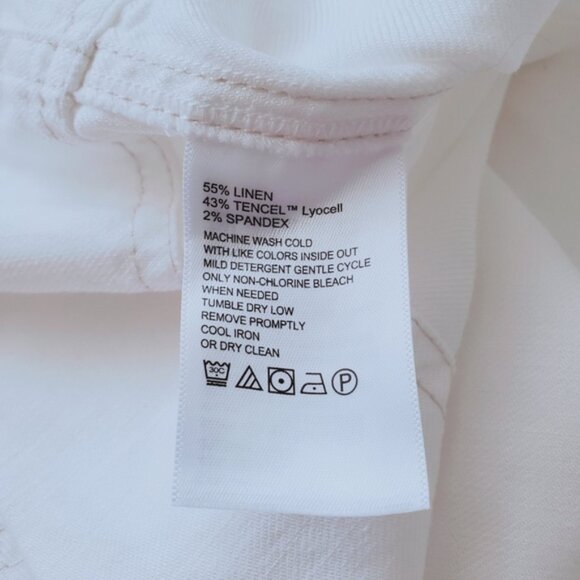 55% LINEN
43% TENCEL™ Lyocell
2% SPANDEX
MACHINE WASH COLD
WITH LIKE COLORS INSIDE OUT
MILD DETERGENT GENTLE CYCLE
ONLY NON-CHLORINE BLEACH
WHEN NEEDED
TUMBLE DRY LOW
REMOVE PROMPTLY
COOL IRON
OR DRY CLEAN
30C P